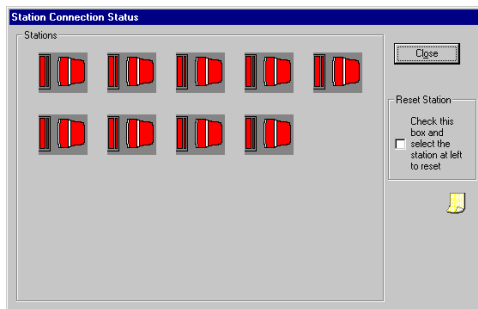 Station Connection Status
Stations
Close
Reset Station
Check this
box and
select the
station at left
to reset